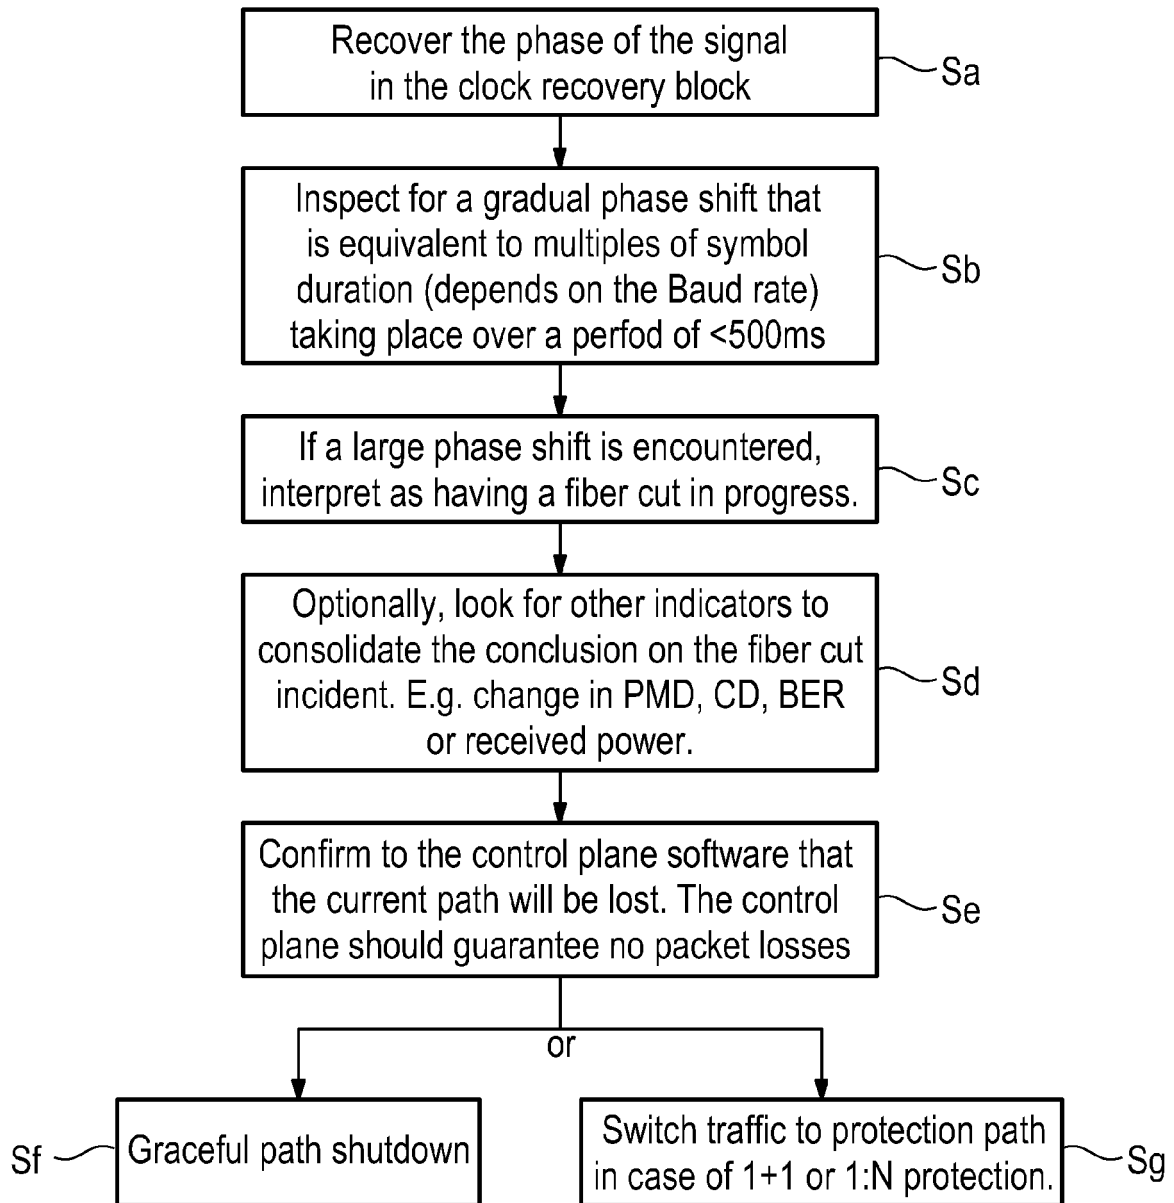 Recover the phase of the signal
in the clock recovery block
Sa
Inspect for a gradual phase shift that
is equivalent to multiples of symbol
duration (depends on the Baud rate)
taking place over a perfod of <500ms
Sb
If a large phase shift is encountered,
interpret as having a fiber cut in progress.
Sc
Optionally, look for other indicators to
consolidate the conclusion on the fiber cut
incident. E.g. change in PMD, CD, BER
or received power.
Sd
Confirm to the control plane software that
the current path will be lost. The control
plane should guarantee no packet losses
Se
or
Sf
Graceful path shutdown
Switch traffic to protection path
in case of 1+1 or 1:N protection.
Sg